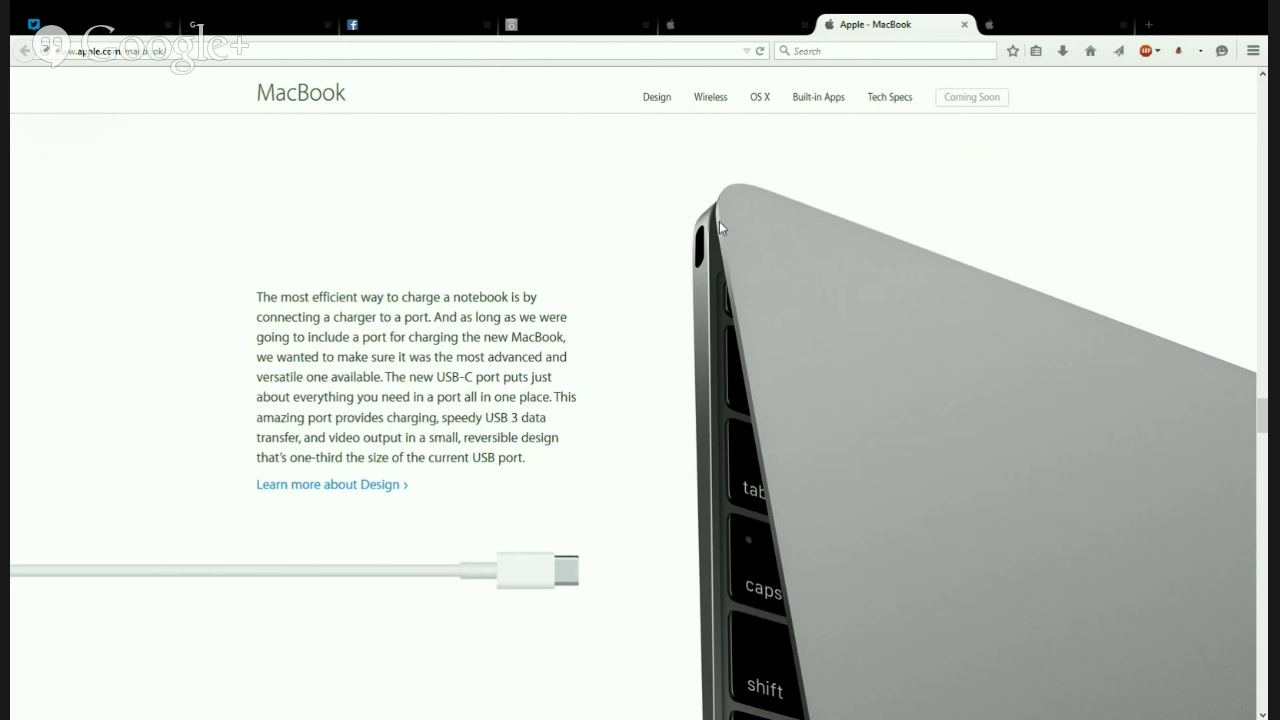 Apple - MacBook
Google+
www.apple.com/macbook/
Search
MacBook
Design
Wireless
OS X
Built-in Apps
Tech Specs
Coming Soon
The most efficient way to charge a notebook is by
connecting a charger to a port. And as long as we were
going to include a port for charging the new MacBook,
we wanted to make sure it was the most advanced and
versatile one available. The new USB-C port puts just
about everything you need in a port all in one place. This
amazing port provides charging, speedy USB 3 data
transfer, and video output in a small, reversible design
that's one-third the size of the current USB port.
Learn more about Design ›
tab
caps
shift